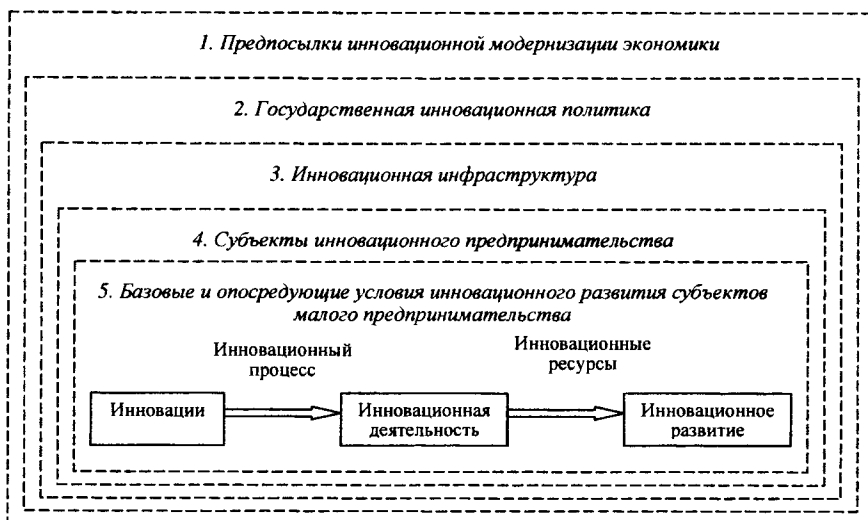 1. Предпосылки инновационной модернизации экономики
2. Государственная инновационная политика
3. Инновационная инфраструктура
4. Субъекты инновационного предпринимательства
5. Базовые и опосредующие условия инновационного развития субъектов
малого предпринимательства
Инновационный
процесс
Инновационные
ресурсы
Инновации
Инновационная
деятельность
Инновационное
развитие